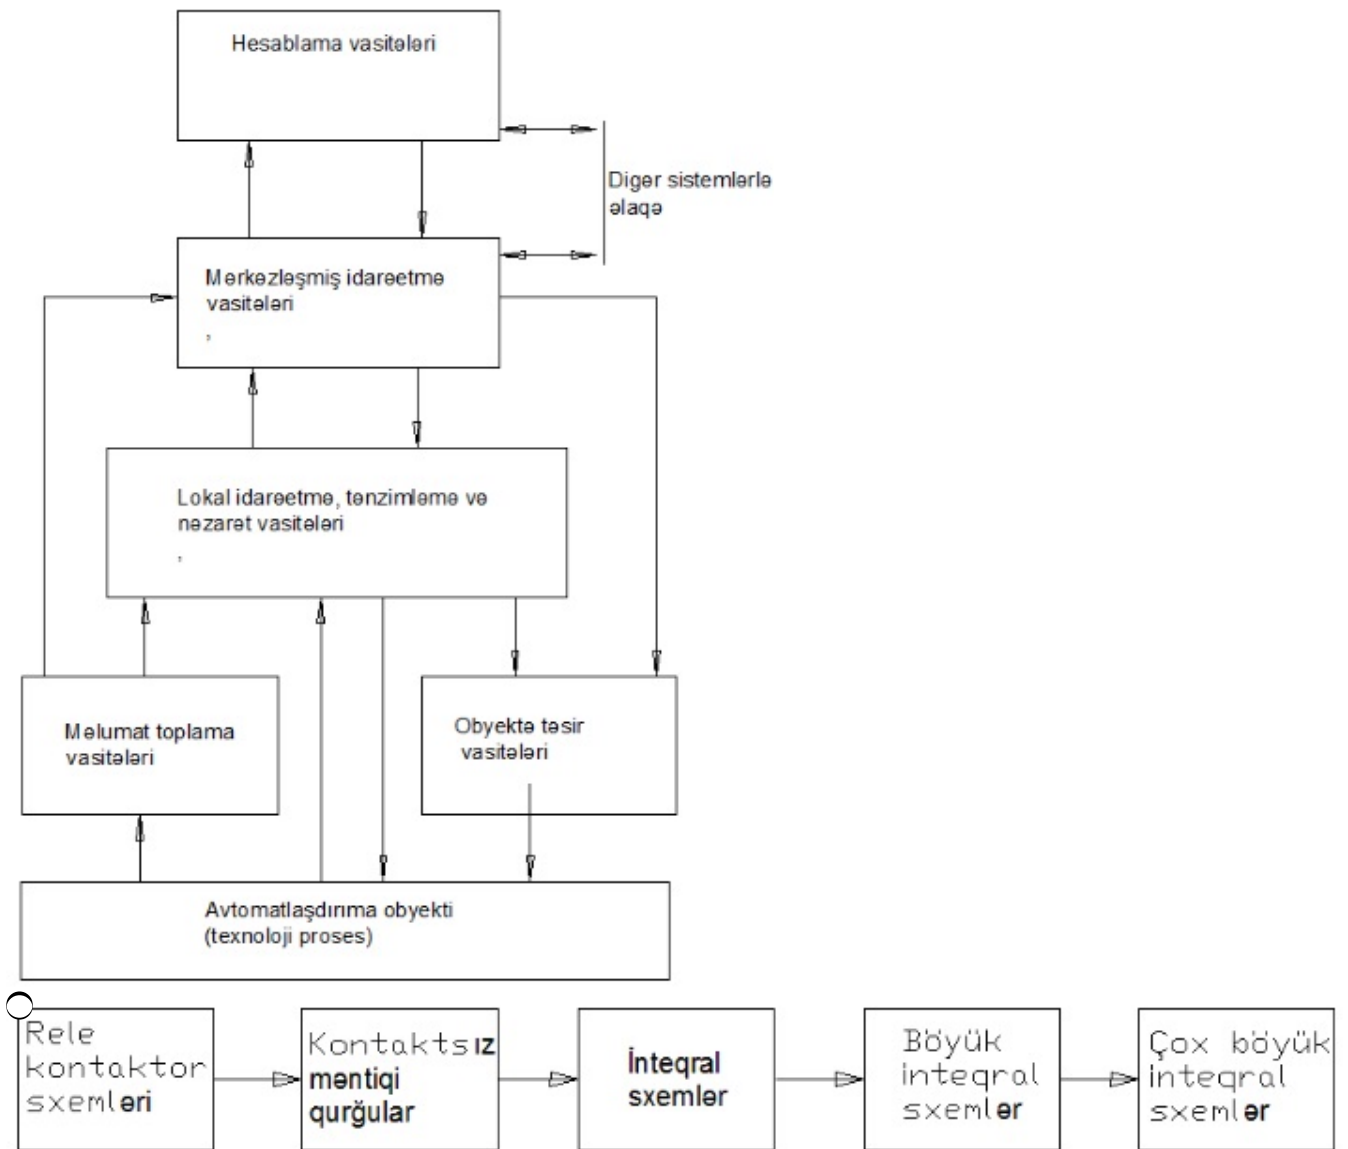 Hesablama vasitələri
Digər sistemlərlə
əlaqə
Mərkəzləşmiş idarəetmə
vasitələri
,
Lokal idarəetmə, tənzimləmə və
nəzarət vasitələri
,
Məlumat toplama
vasitələri
Obyektə təsir
vasitələri
Avtomatlaşdırıma obyekti
(texnoloji proses)
Rele
kontaktor
sxemləri
Kontaktsız
məntiqi
qurğular
İnteqral
sxemlər
Böyük
inteqral
sxemlər
Çox böyük
inteqral
sxemlər